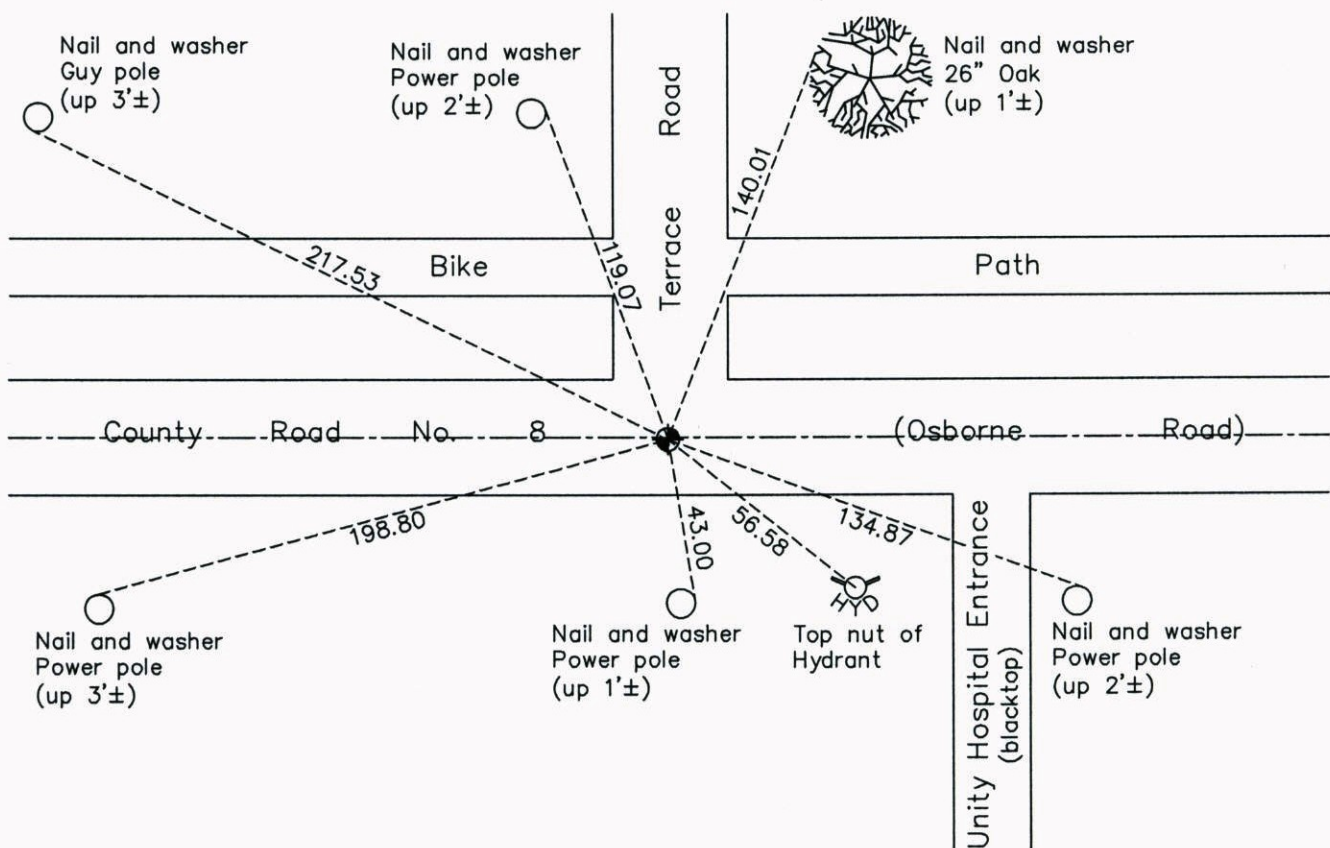 Nail and washer
Guy pole
(up 3'±)
Nail and washer
Power pole
(up 2'±)
Terrace Road
Nail and washer
26" Oak
(up 1'±)
140.01
217.53
119.07
Bike Path
County Road No. 8 (Osborne Road)
198.80
43.00
56.58
134.87
HYD
Nail and washer
Power pole
(up 3'±)
Nail and washer
Power pole
(up 1'±)
Top nut of
Hydrant
Unity Hospital Entrance
(blacktop)
Nail and washer
Power pole
(up 2'±)